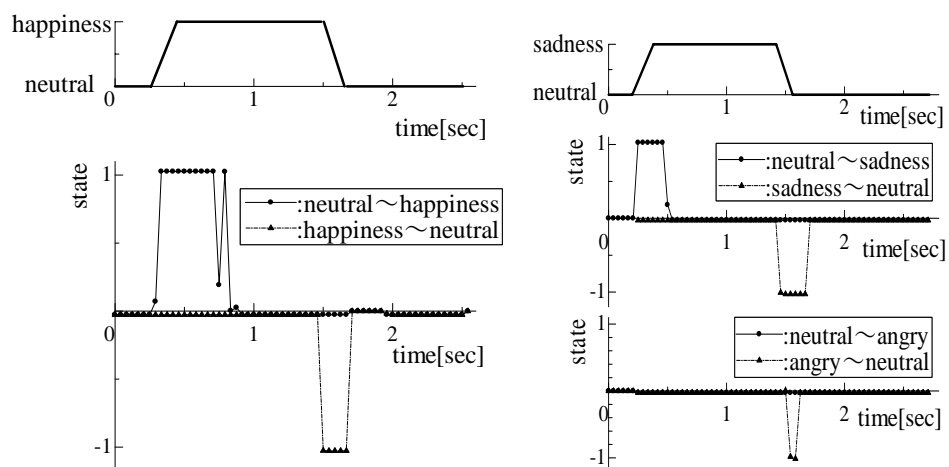 happiness
neutral
0 1 2
time[sec]
state
1
:neutral～happiness
:happiness～neutral
0 1 2
time[sec]
-1
sadness
neutral
0 1 2
time[sec]
state
1
:neutral～sadness
:sadness～neutral
0 1 2
time[sec]
-1
state
1
:neutral～angry
:angry～neutral
0 1 2
time[sec]
-1